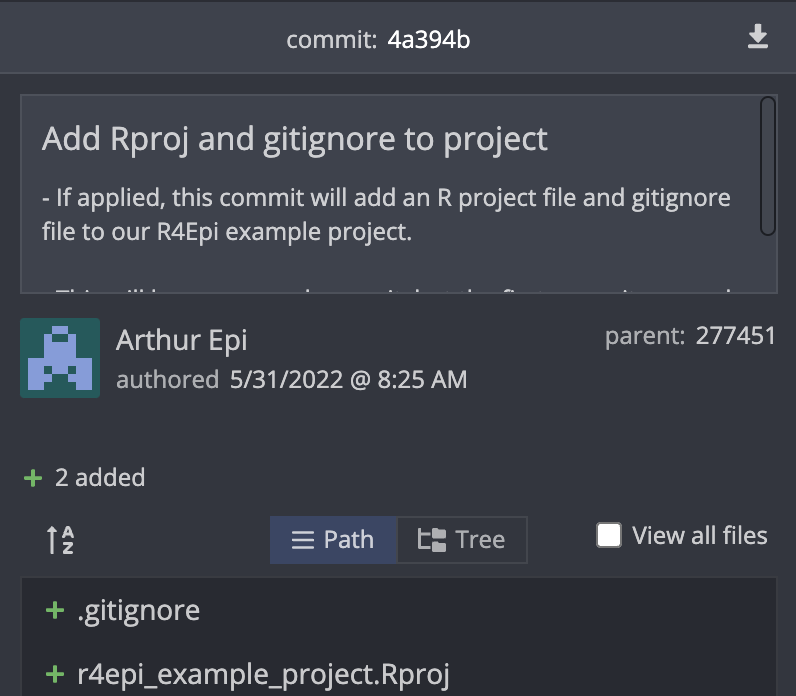 commit: 4a394b
Add Rproj and gitignore to project
- If applied, this commit will add an R project file and gitignore
file to our R4Epi example project.
Arthur Epi
parent: 277451
authored 5/31/2022 @ 8:25 AM
+ 2 added
Path
Tree
View all files
+ .gitignore
+ r4epi_example_project.Rproj